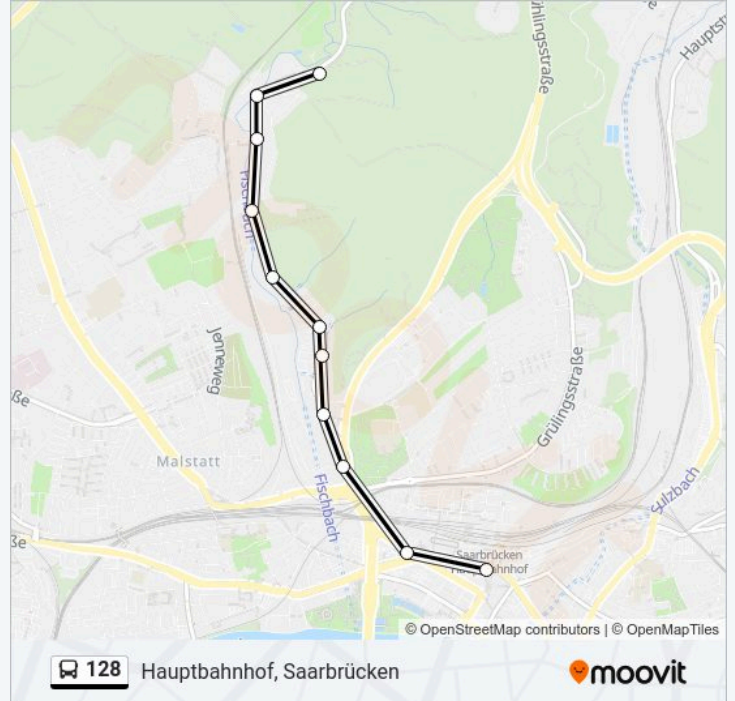 ühlingsstraße
Hauptstr
Fischbach
Jenneweg
Grülingsstraße
ße
Malstatt
Fischbach
Sulzbach
ße
Saarbrücken
Hauptbahnhof
© OpenStreetMap contributors | © OpenMapTiles
128 Hauptbahnhof, Saarbrücken
moovit